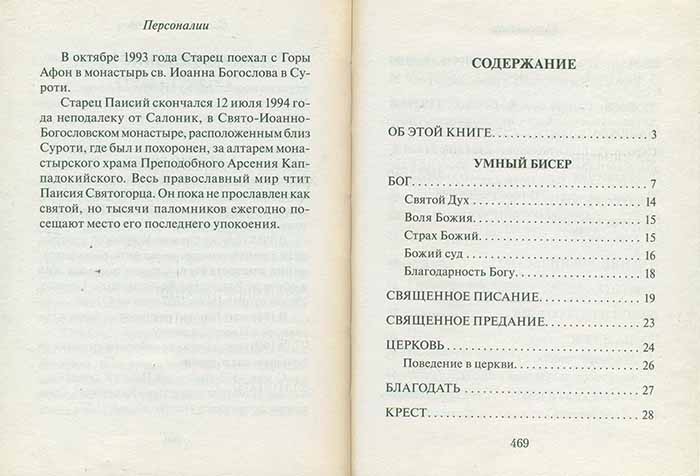 Персоналии
В октябре 1993 года Старец поехал с Горы
Афон в монастырь св. Иоанна Богослова в Су-
роти.
Старец Паисий скончался 12 июля 1994 го-
да неподалеку от Салоник, в Свято-Иоанно-
Богословском монастыре, расположенным близ
Суроти, где был и похоронен, за алтарем мона-
стырского храма Преподобного Арсения Кап-
падокийского. Весь православный мир чтит
Паисия Святогорца. Он пока не прославлен как
святой, но тысячи паломников ежегодно по-
сещают место его последнего упокоения.
СОДЕРЖАНИЕ
ОБ ЭТОЙ КНИГЕ. 3
УМНЫЙ БИСЕР
БОГ. 7
Святой Дух 14
Воля Божия. 15
Страх Божий. 15
Божий суд 16
Благодарность Богу. 18
СВЯЩЕННОЕ ПИСАНИЕ. 19
СВЯЩЕННОЕ ПРЕДАНИЕ. 23
ЦЕРКОВЬ 24
Поведение в церкви. 26
БЛАГОДАТЬ 27
КРЕСТ. 28
469